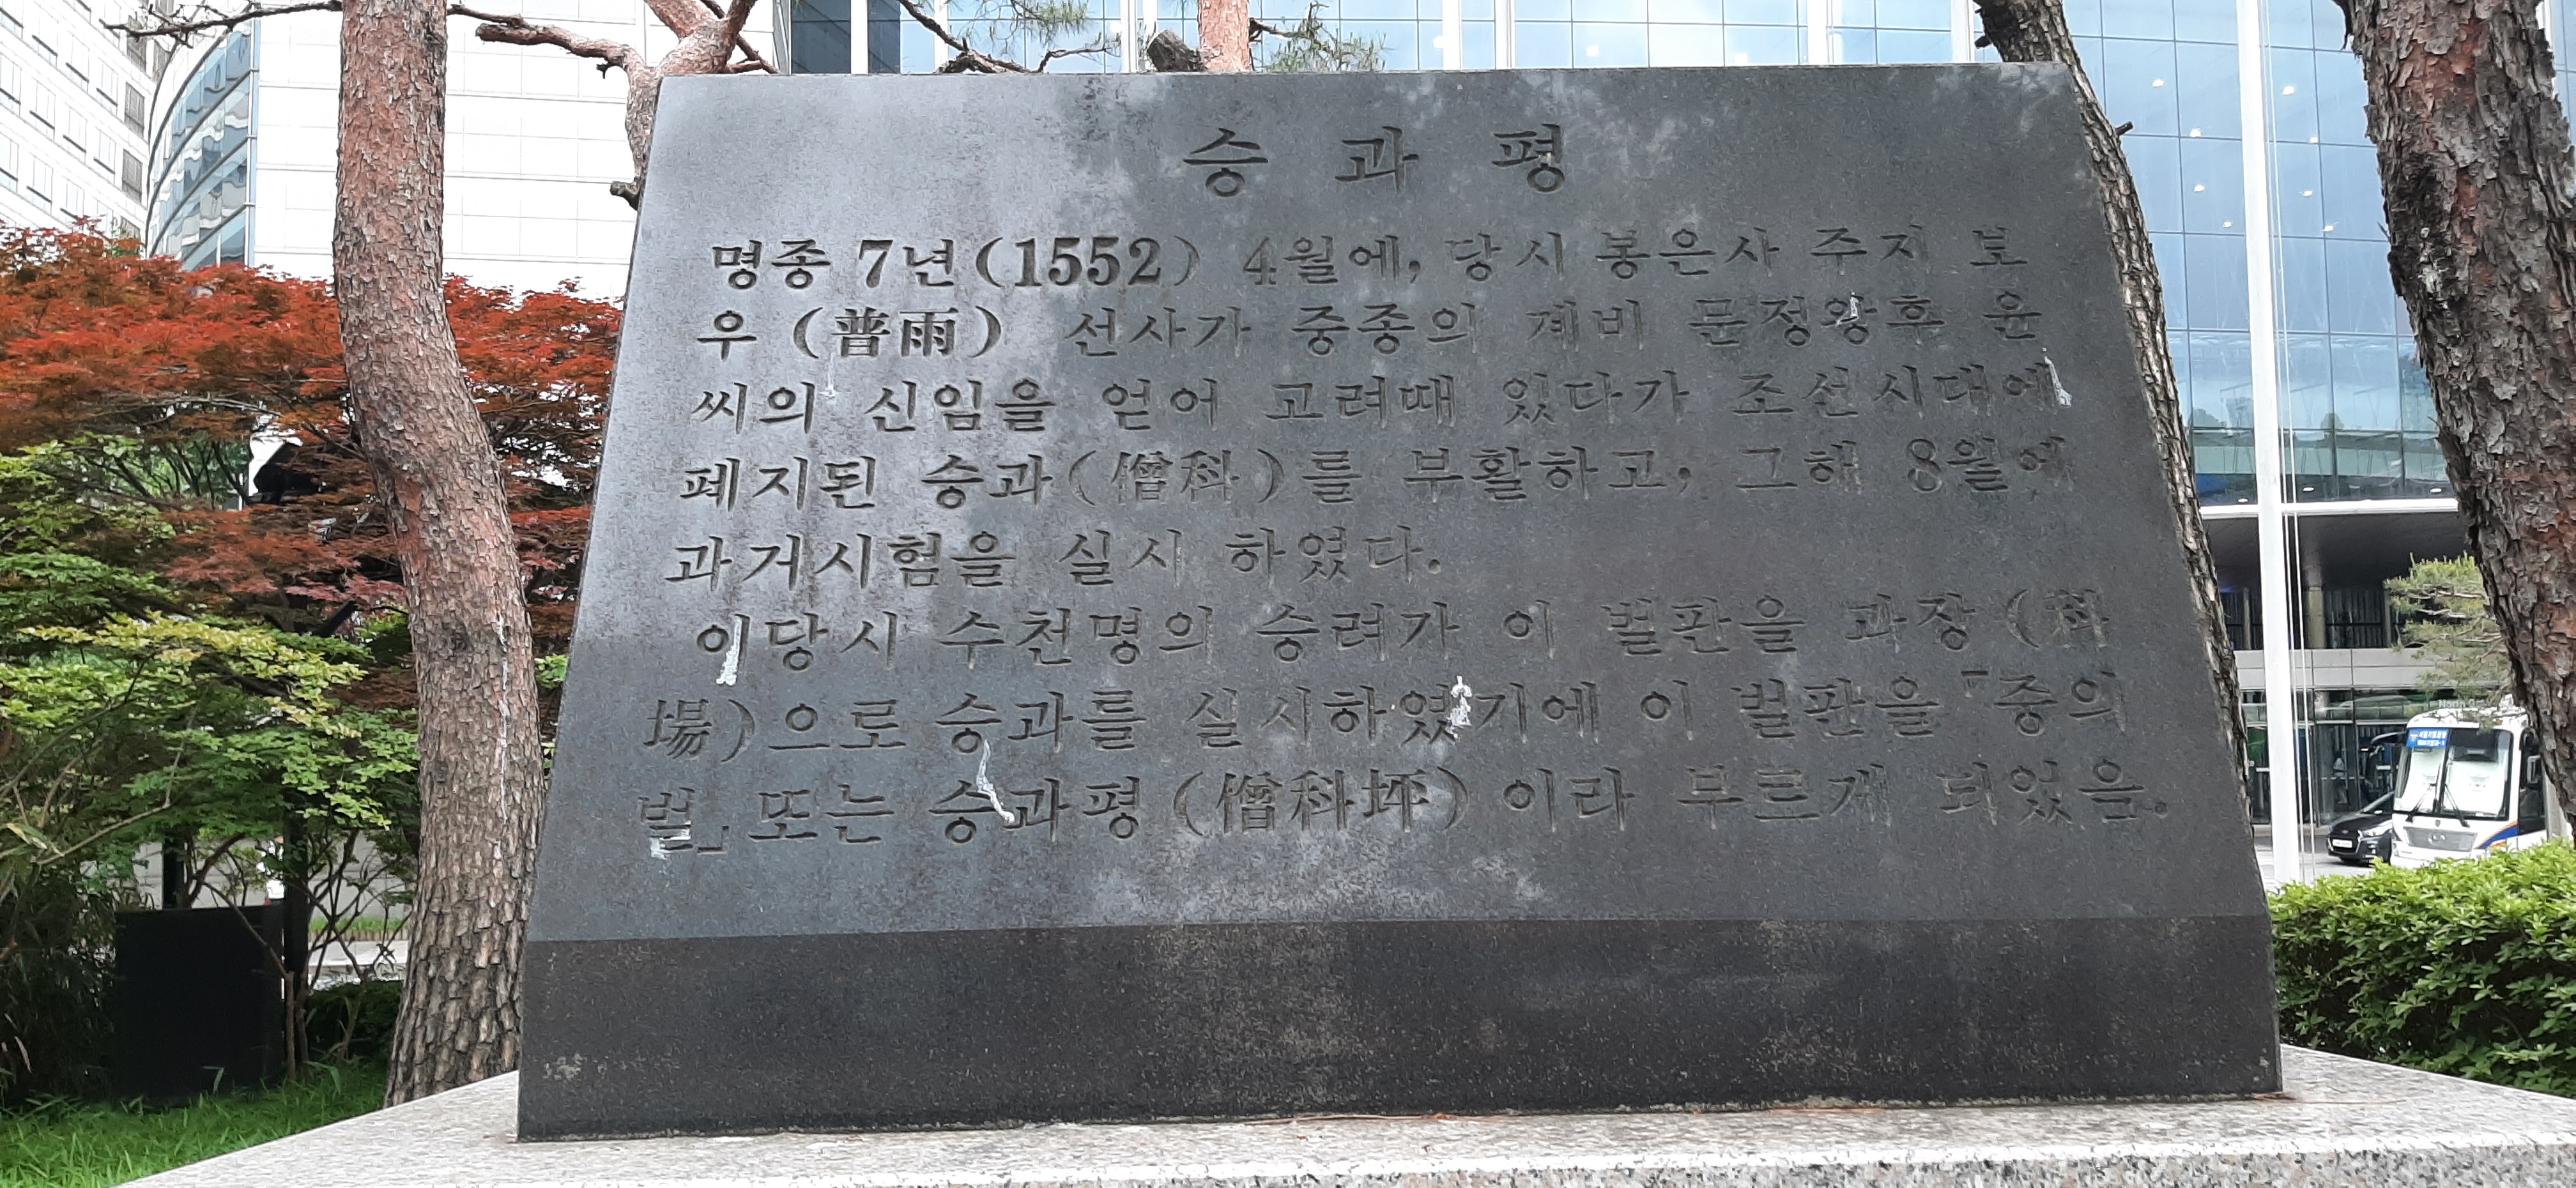 승 과 평
명종 7년(1552) 4월에, 당시 봉은사 주지 보
우 (普雨) 선사가 중종의 계비 문정왕후 윤
씨의 신임을 얻어 고려때 있다가 조선시대에
폐지된 승과(僧科)를 부활하고, 그해 8월에
과거시험을 실시 하였다.
이당시 수천명의 승려가 이 벌판을 과장 (科
場)으로 승과를 실시하였기에 이 벌판을「중의
벌」또는 승과평 (僧科坪) 이라 부르게 되었음.